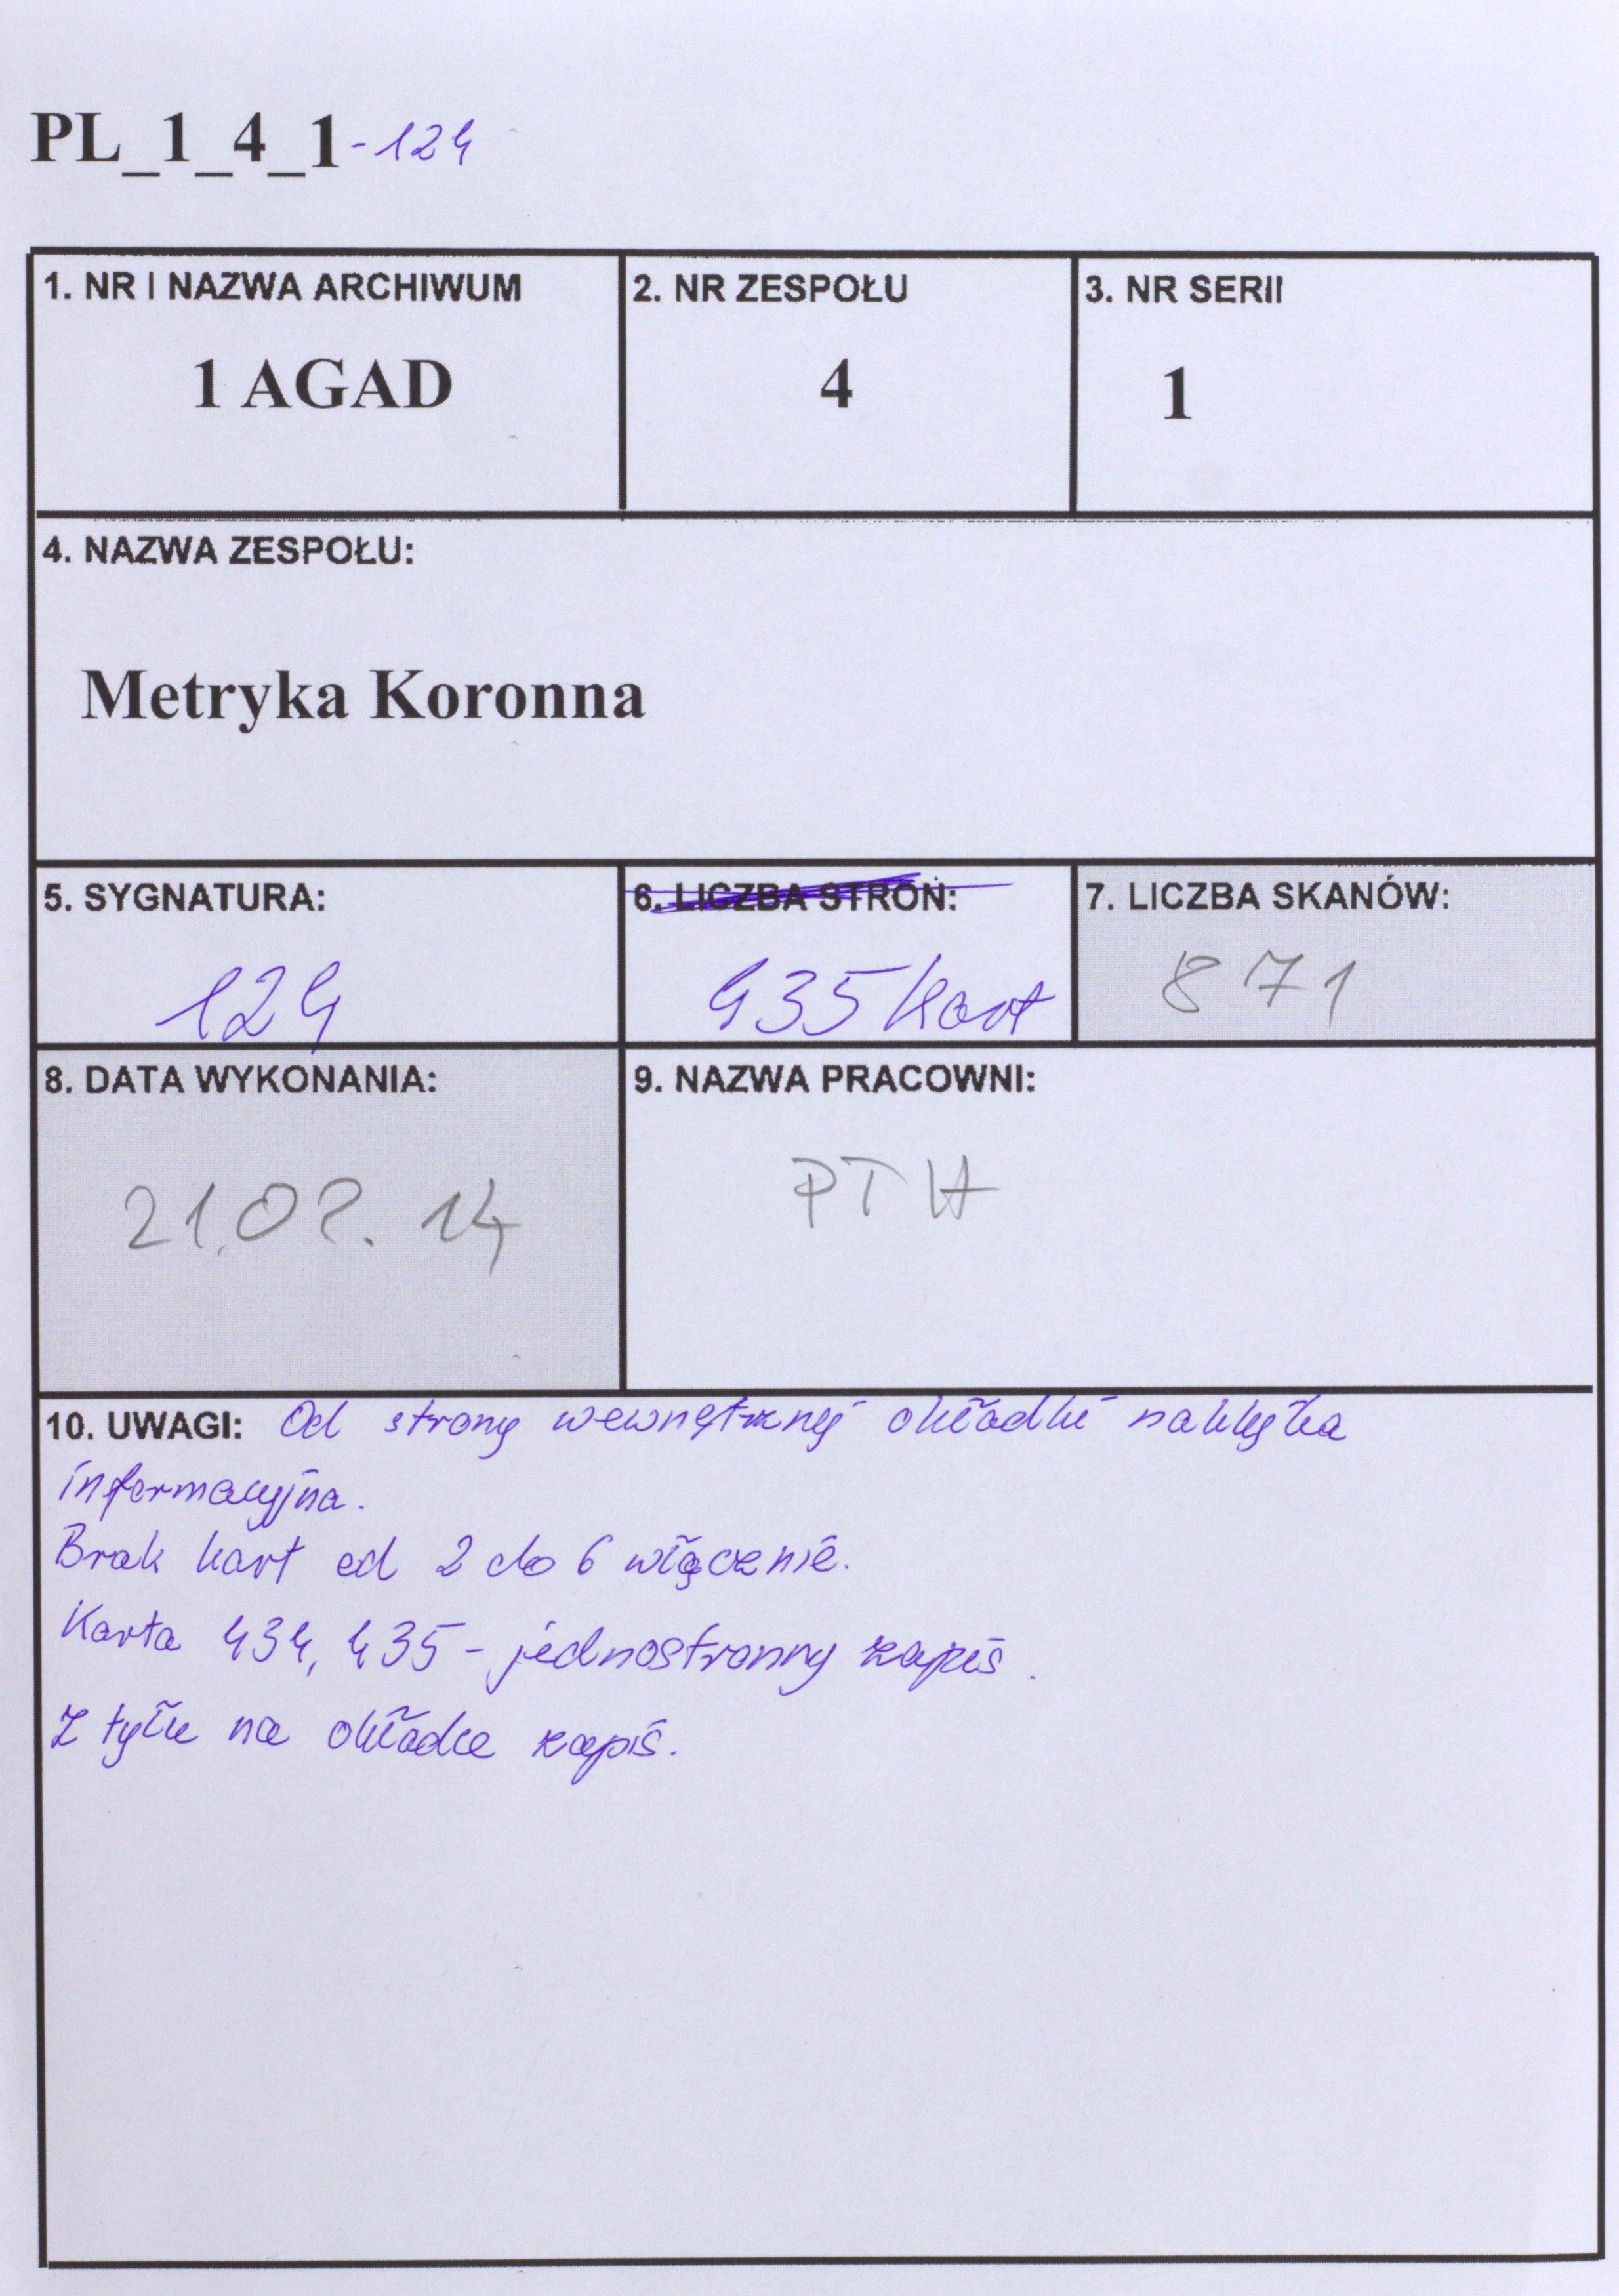 PL_1_4_1-124
1. NR I NAZWA ARCHIWUM
1 AGAD
2. NR ZESPOŁU
4
3. NR SERII
1
4. NAZWA ZESPOŁU:
Metryka Koronna
5. SYGNATURA:
124
6. LICZBA STRON:
435 kart
7. LICZBA SKANÓW:
871
8. DATA WYKONANIA:
21.02.14
9. NAZWA PRACOWNI:
PTH
10. UWAGI: Od strony wewnętrznej okładki naklejka
informacyjna.
Brak kart od 2 do 6 włącznie.
Karta 434, 435 - jednostronny zapis.
Z tyłu na okładce zapis.